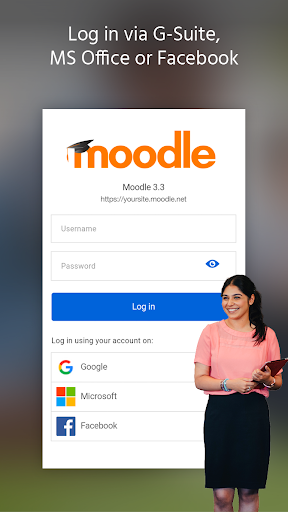 Log in via G-Suite,
MS Office or Facebook
moodle
Moodle 3.3
https://yoursite.moodle.net
Username
Password
Log in
Log in using your account on:
Google
Microsoft
Facebook